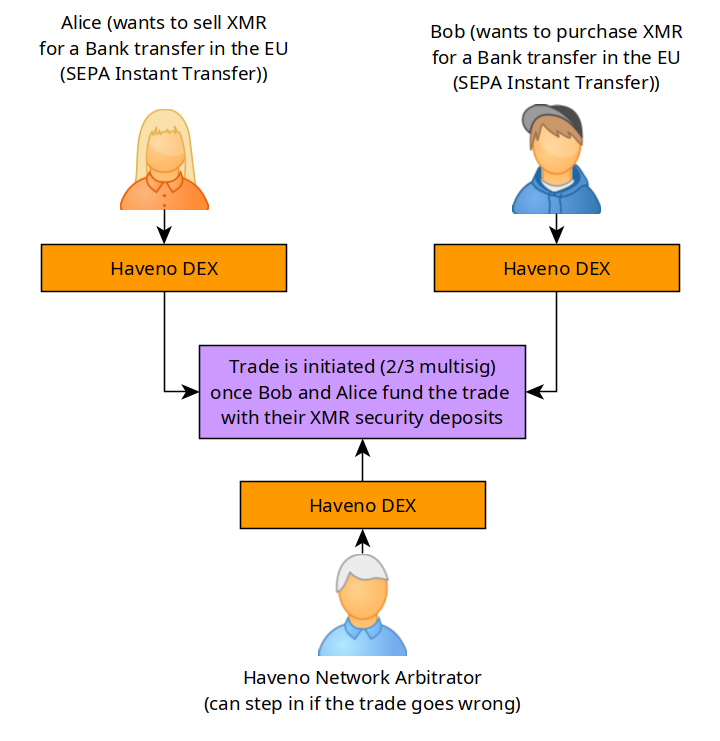 Alice (wants to sell XMR
for a Bank transfer in the EU
(SEPA Instant Transfer))
Bob (wants to purchase XMR
for a Bank transfer in the EU
(SEPA Instant Transfer))
Haveno DEX
Haveno DEX
Trade is initiated (2/3 multisig)
once Bob and Alice fund the trade
with their XMR security deposits
Haveno DEX
Haveno Network Arbitrator
(can step in if the trade goes wrong)